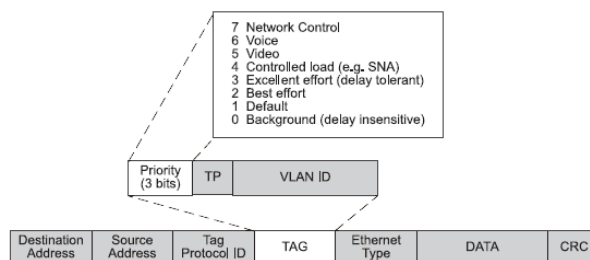 7 Network Control
6 Voice
5 Video
4 Controlled load (e.g. SNA)
3 Excellent effort (delay tolerant)
2 Best effort
1 Default
0 Background (delay insensitive)
Priority
(3 bits)
TP
VLAN ID
Destination
Address
Source
Address
Tag
Protocol ID
TAG
Ethernet
Type
DATA
CRC